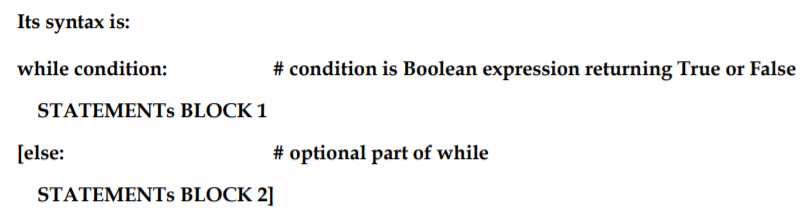 Its syntax is:
while condition: # condition is Boolean expression returning True or False
STATEMENTs BLOCK 1
[else: # optional part of while
STATEMENTs BLOCK 2]